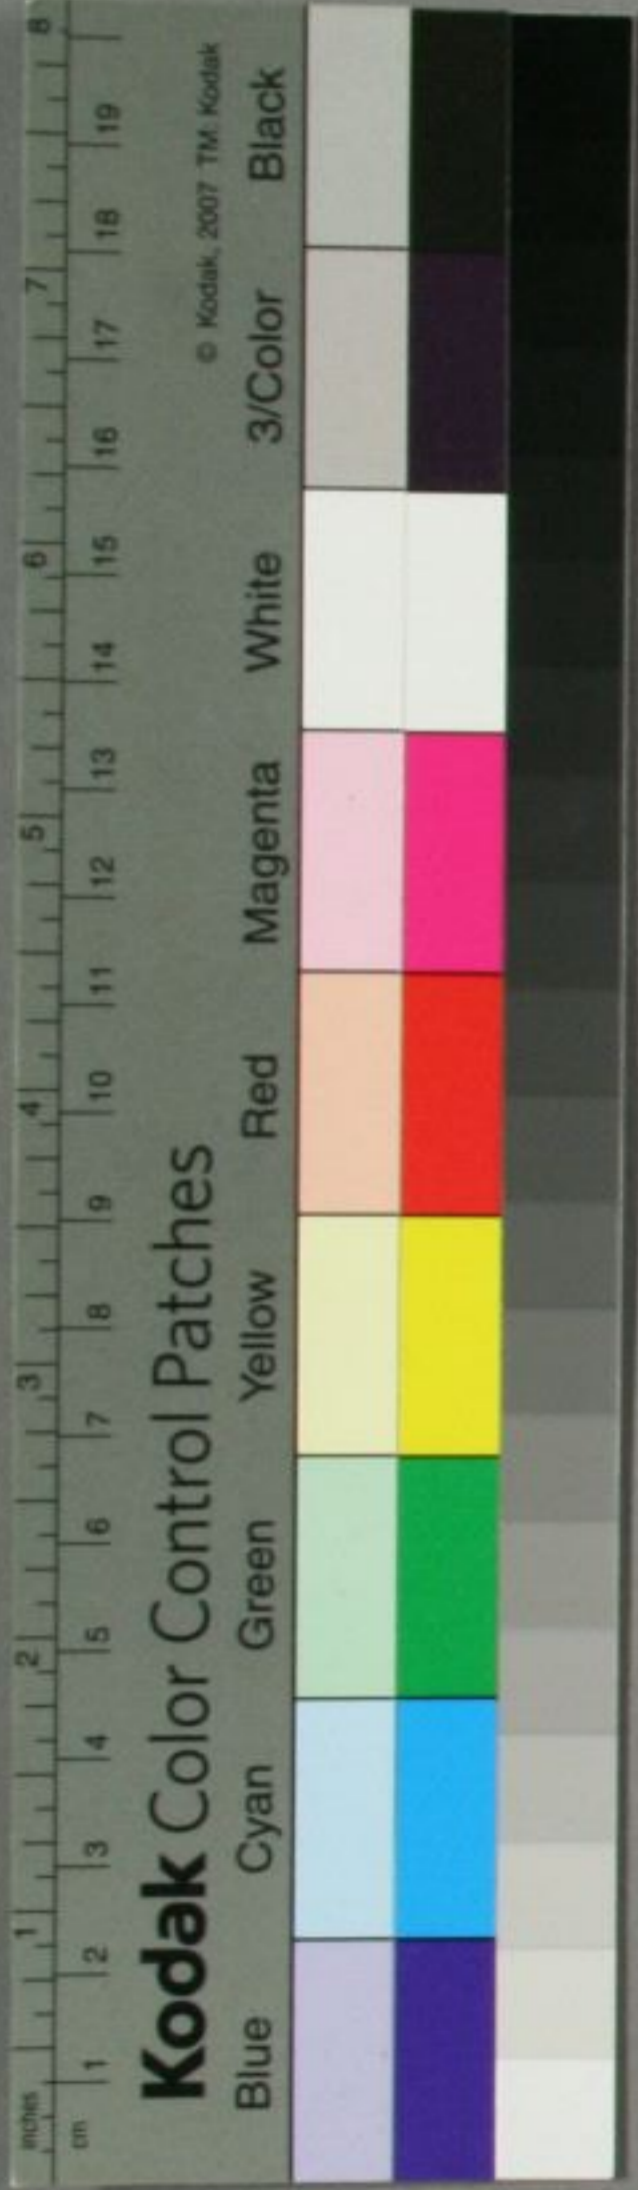 inches 1 2 3 4 5 6 7 8
cm 1 2 3 4 5 6 7 8 9 10 11 12 13 14 15 16 17 18 19
Kodak Color Control Patches
© Kodak, 2007 TM: Kodak
Blue Cyan Green Yellow Red Magenta White 3/Color Black